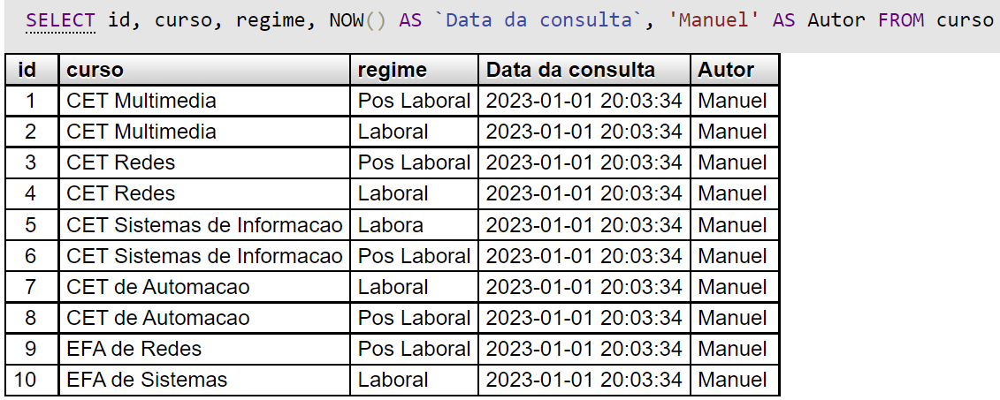 SELECT id, curso, regime, NOW() AS `Data da consulta`, 'Manuel' AS Autor FROM curso
id curso regime Data da consulta Autor
1 CET Multimedia Pos Laboral 2023-01-01 20:03:34 Manuel
2 CET Multimedia Laboral 2023-01-01 20:03:34 Manuel
3 CET Redes Pos Laboral 2023-01-01 20:03:34 Manuel
4 CET Redes Laboral 2023-01-01 20:03:34 Manuel
5 CET Sistemas de Informacao Labora 2023-01-01 20:03:34 Manuel
6 CET Sistemas de Informacao Pos Laboral 2023-01-01 20:03:34 Manuel
7 CET de Automacao Laboral 2023-01-01 20:03:34 Manuel
8 CET de Automacao Pos Laboral 2023-01-01 20:03:34 Manuel
9 EFA de Redes Pos Laboral 2023-01-01 20:03:34 Manuel
10 EFA de Sistemas Laboral 2023-01-01 20:03:34 Manuel